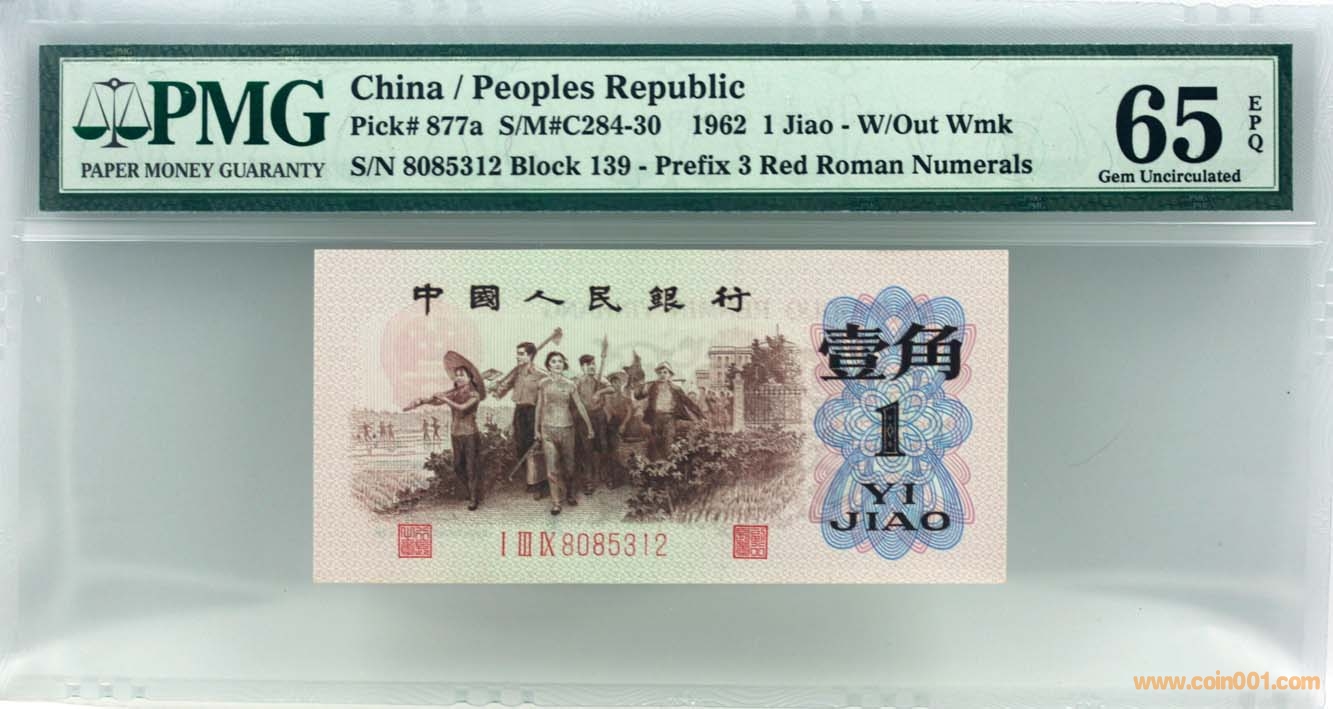 PMG
PAPER MONEY GUARANTY
China / Peoples Republic
Pick# 877a S/M#C284-30 1962 1 Jiao - W/Out Wmk
S/N 8085312 Block 139 - Prefix 3 Red Roman Numerals
65
EPQ
Gem Uncirculated
中國人民銀行
壹角
1
YI
JIAO
I III IX 8085312
www.coin001.com